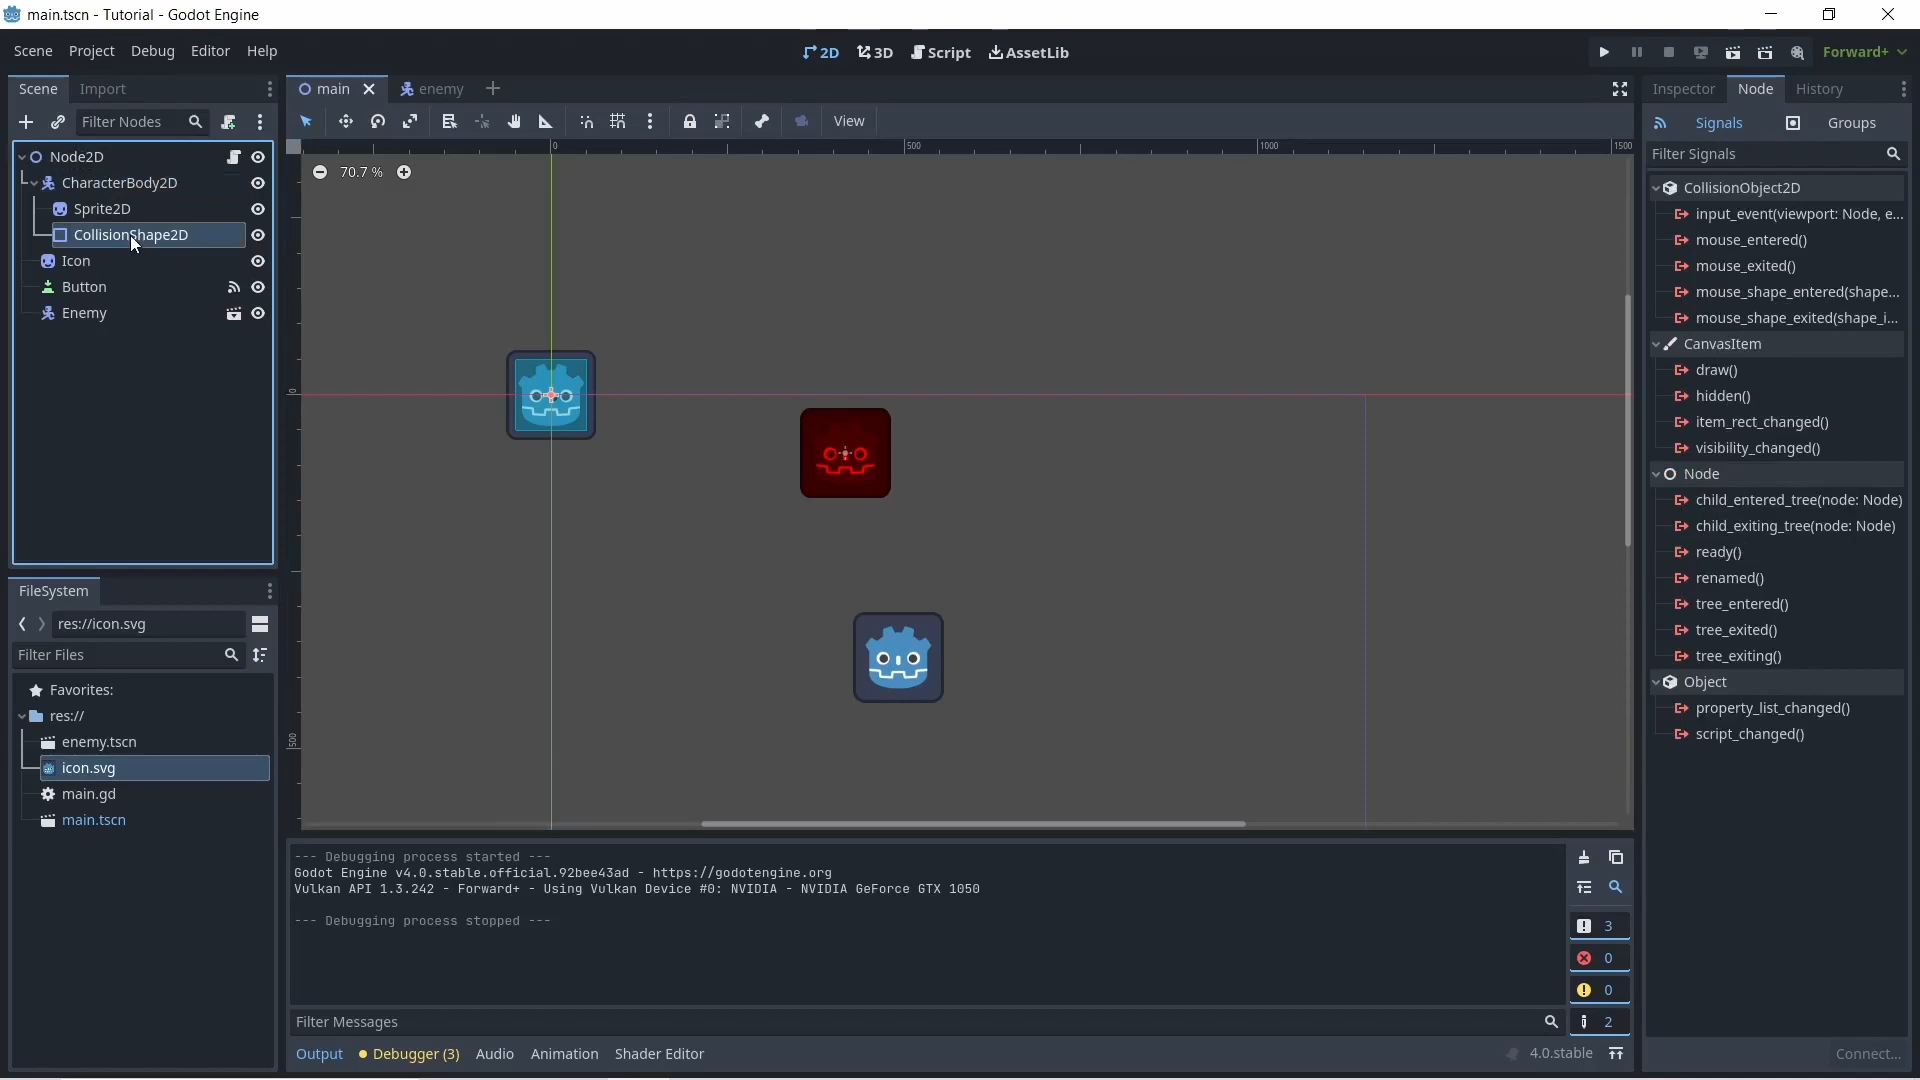 main.tscn - Tutorial - Godot Engine
Scene Project Debug Editor Help
2D 3D Script AssetLib
Forward+
Scene Import
Filter Nodes
Node2D
CharacterBody2D
Sprite2D
CollisionShape2D
Icon
Button
Enemy
FileSystem
res://icon.svg
Filter Files
Favorites:
res://
enemy.tscn
icon.svg
main.gd
main.tscn
main enemy
View
0 500 1000 1500
70.7 %
0
500
--- Debugging process started ---
Godot Engine v4.0.stable.official.92bee43ad - https://godotengine.org
Vulkan API 1.3.242 - Forward+ - Using Vulkan Device #0: NVIDIA - NVIDIA GeForce GTX 1050
--- Debugging process stopped ---
3
0
0
2
Filter Messages
Output Debugger (3) Audio Animation Shader Editor
4.0.stable
Inspector Node History
Signals Groups
Filter Signals
CollisionObject2D
input_event(viewport: Node, e...
mouse_entered()
mouse_exited()
mouse_shape_entered(shape...
mouse_shape_exited(shape_i...
CanvasItem
draw()
hidden()
item_rect_changed()
visibility_changed()
Node
child_entered_tree(node: Node)
child_exiting_tree(node: Node)
ready()
renamed()
tree_entered()
tree_exited()
tree_exiting()
Object
property_list_changed()
script_changed()
Connect...